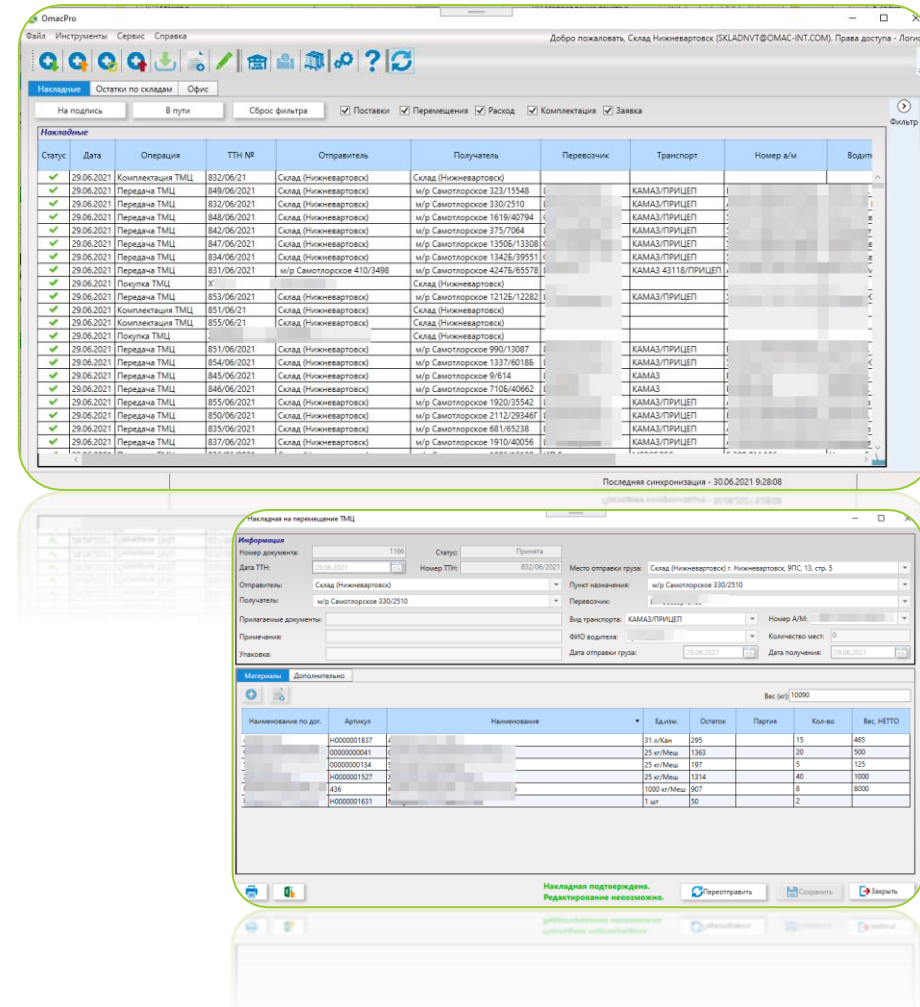 OmacPro
Файл Инструменты Сервис Справка
Добро пожаловать, Склад Нижневартовск (SKLADNVT@OMAC-INT.COM). Права доступа - Логис
Накладные Остатки по складам Офис
На подпись В пути Сброс фильтра Поставки Перемещения Расход Комплектация Заявка
Фильтр
Накладные
Статус Дата Операция ТТН № Отправитель Получатель Перевозчик Транспорт Номер а/м Водит
29.06.2021 Комплектация ТМЦ 832/06/21 Склад (Нижневартовск) Склад (Нижневартовск)
29.06.2021 Передача ТМЦ 849/06/2021 Склад (Нижневартовск) м/р Самотлорское 323/15548 КАМАЗ/ПРИЦЕП
29.06.2021 Передача ТМЦ 832/06/2021 Склад (Нижневартовск) м/р Самотлорское 330/2510 КАМАЗ/ПРИЦЕП
29.06.2021 Передача ТМЦ 848/06/2021 Склад (Нижневартовск) м/р Самотлорское 1619/40794 КАМАЗ/ПРИЦЕП
29.06.2021 Передача ТМЦ 842/06/2021 Склад (Нижневартовск) м/р Самотлорское 375/7064 КАМАЗ/ПРИЦЕП
29.06.2021 Передача ТМЦ 847/06/2021 Склад (Нижневартовск) м/р Самотлорское 1350Б/13308 КАМАЗ/ПРИЦЕП
29.06.2021 Передача ТМЦ 834/06/2021 Склад (Нижневартовск) м/р Самотлорское 1342Б/39551 КАМАЗ/ПРИЦЕП
29.06.2021 Передача ТМЦ 831/06/2021 м/р Самотлорское 410/3498 м/р Самотлорское 4247Б/65578 КАМАЗ 43118/ПРИЦЕП
29.06.2021 Покупка ТМЦ Склад (Нижневартовск)
29.06.2021 Передача ТМЦ 853/06/2021 Склад (Нижневартовск) м/р Самотлорское 1212Б/12282 КАМАЗ/ПРИЦЕП
29.06.2021 Комплектация ТМЦ 851/06/21 Склад (Нижневартовск) Склад (Нижневартовск)
29.06.2021 Комплектация ТМЦ 855/06/21 Склад (Нижневартовск) Склад (Нижневартовск)
29.06.2021 Покупка ТМЦ Склад (Нижневартовск)
29.06.2021 Передача ТМЦ 851/06/2021 Склад (Нижневартовск) м/р Самотлорское 990/13087 КАМАЗ/ПРИЦЕП
29.06.2021 Передача ТМЦ 854/06/2021 Склад (Нижневартовск) м/р Самотлорское 1337/6018Б КАМАЗ/ПРИЦЕП
29.06.2021 Передача ТМЦ 845/06/2021 Склад (Нижневартовск) м/р Самотлорское 9/614 КАМАЗ
29.06.2021 Передача ТМЦ 846/06/2021 Склад (Нижневартовск) м/р Самотлорское 710Б/40662 КАМАЗ
29.06.2021 Передача ТМЦ 855/06/2021 Склад (Нижневартовск) м/р Самотлорское 1920/35542 КАМАЗ/ПРИЦЕП
29.06.2021 Передача ТМЦ 850/06/2021 Склад (Нижневартовск) м/р Самотлорское 2112/29346Г КАМАЗ/ПРИЦЕП
29.06.2021 Передача ТМЦ 835/06/2021 Склад (Нижневартовск) м/р Самотлорское 681/65238 КАМАЗ/ПРИЦЕП
29.06.2021 Передача ТМЦ 837/06/2021 Склад (Нижневартовск) м/р Самотлорское 1910/40056 КАМАЗ/ПРИЦЕП
Последняя синхронизация - 30.06.2021 9:28:08
Накладная на перемещение ТМЦ
Информация
Номер документа: 1166 Статус: Принята
Дата ТТН: 29.06.2021 Номер ТТН: 832/06/2021 Место отправки груза: Склад (Нижневартовск) г. Нижневартовск, 9ПС, 13, стр. 5
Отправитель: Склад (Нижневартовск) Пункт назначения: м/р Самотлорское 330/2510
Получатель: м/р Самотлорское 330/2510 Перевозчик:
Прилагаемые документы: Вид транспорта: КАМАЗ/ПРИЦЕП Номер А/М:
Примечания: ФИО водителя: Количество мест: 0
Упаковка: Дата отправки груза: 29.06.2021 Дата получения: 29.06.2021
Материалы Дополнительно
Вес (кг): 10090
Наименование по дог. Артикул Наименование Ед.изм. Остаток Партия Кол-во Вес, НЕТТО
Н0000001837 31 л/Кан 295 15 465
00000000041 25 кг/Меш 1363 20 500
00000000134 25 кг/Меш 197 5 125
Н0000001527 25 кг/Меш 1314 40 1000
436 1000 кг/Меш 907 8 8000
Н0000001631 1 шт 50 2
Накладная подтверждена.
Редактирование невозможно.
Переотправить Сохранить Закрыть